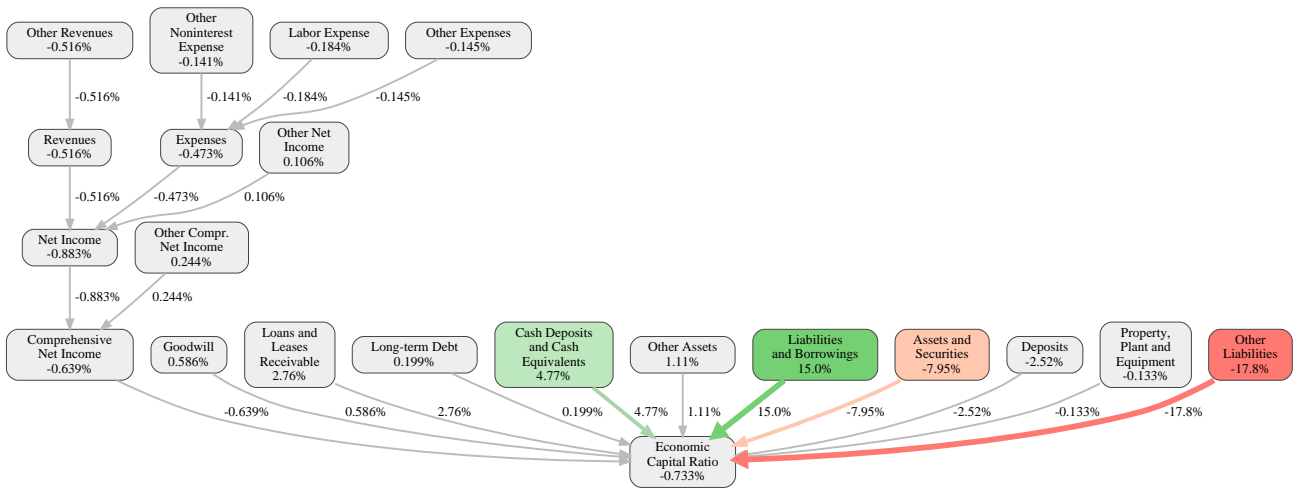 Other Revenues
-0.516%
Other
Noninterest
Expense
-0.141%
Labor Expense
-0.184%
Other Expenses
-0.145%
-0.516%
-0.141%
-0.184%
-0.145%
Revenues
-0.516%
Expenses
-0.473%
Other Net
Income
0.106%
-0.516%
-0.473%
0.106%
Net Income
-0.883%
Other Compr.
Net Income
0.244%
-0.883%
0.244%
Comprehensive
Net Income
-0.639%
Goodwill
0.586%
Loans and
Leases
Receivable
2.76%
Long-term Debt
0.199%
Cash Deposits
and Cash
Equivalents
4.77%
Other Assets
1.11%
Liabilities
and Borrowings
15.0%
Assets and
Securities
-7.95%
Deposits
-2.52%
Property,
Plant and
Equipment
-0.133%
Other
Liabilities
-17.8%
-0.639%
0.586%
2.76%
0.199%
4.77%
1.11%
15.0%
-7.95%
-2.52%
-0.133%
-17.8%
Economic
Capital Ratio
-0.733%